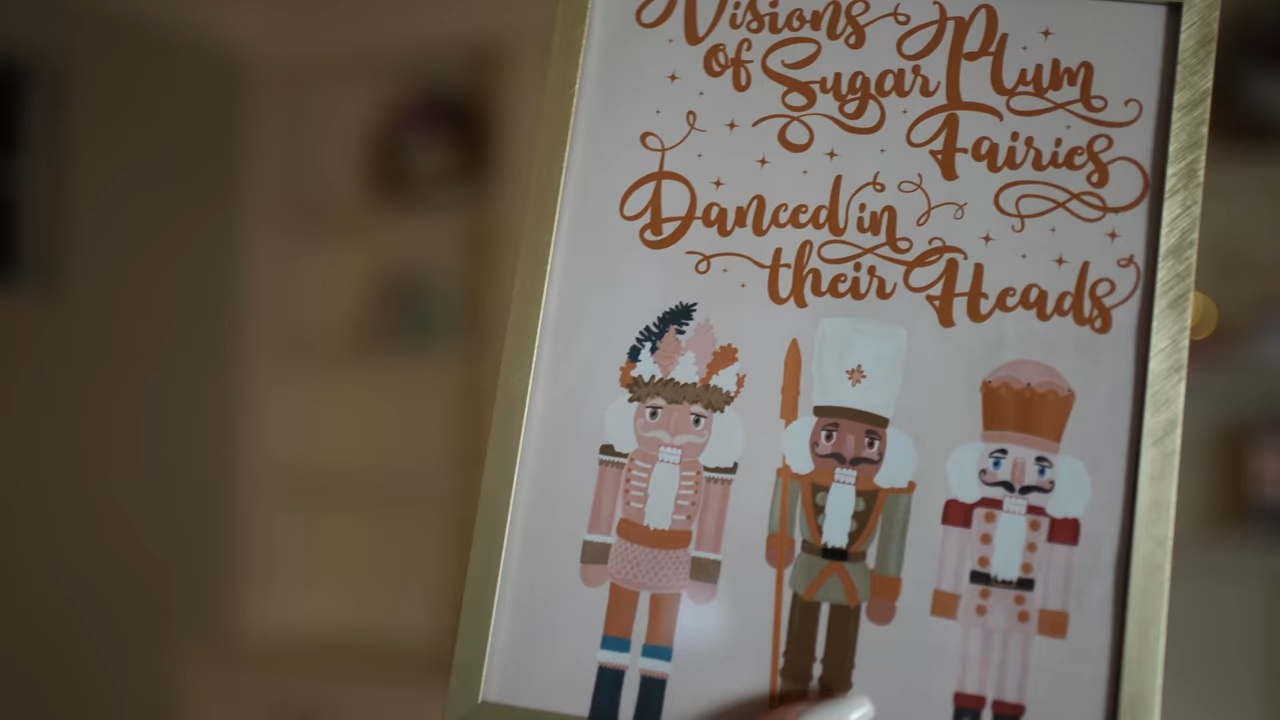 Visions
of Sugar Plum
Fairies
Danced in
their Heads